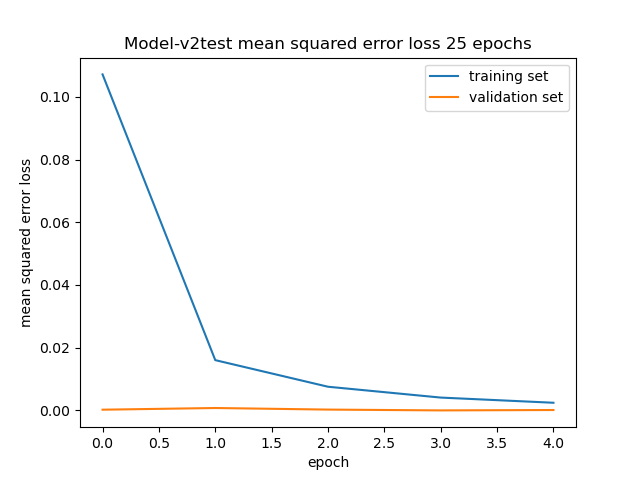 Model-v2test mean squared error loss 25 epochs
training set
validation set
mean squared error loss
0.10
0.08
0.06
0.04
0.02
0.00
0.0 0.5 1.0 1.5 2.0 2.5 3.0 3.5 4.0
epoch